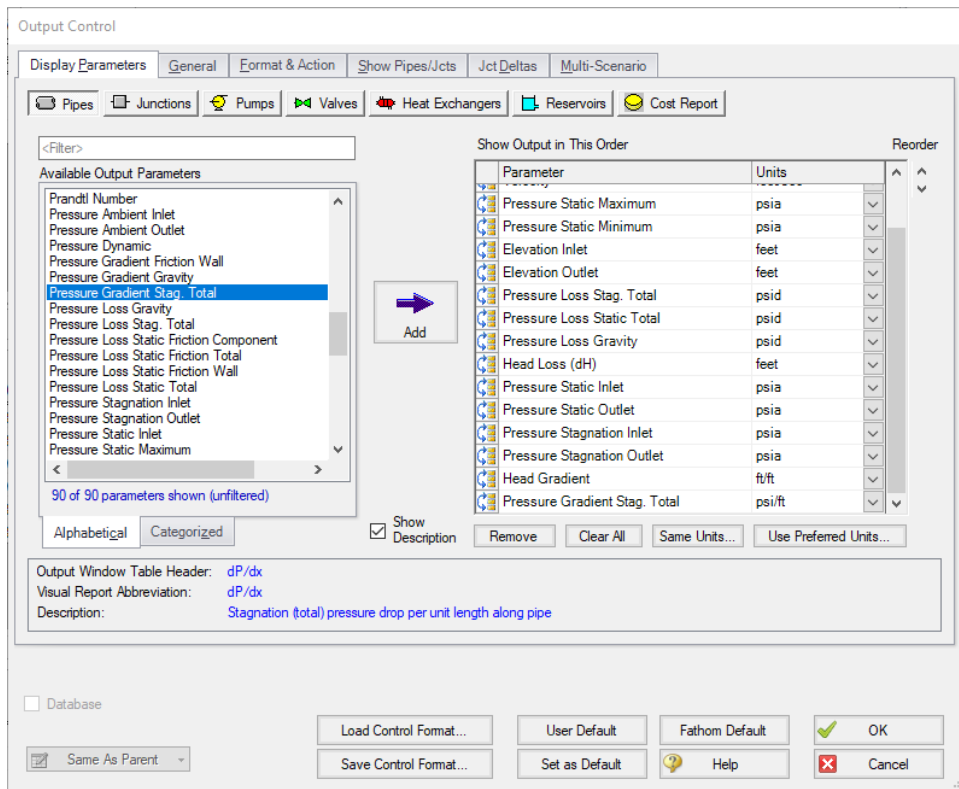 Output Control
Display Parameters General Format & Action Show Pipes/Jcts Jct Deltas Multi-Scenario
Pipes Junctions Pumps Valves Heat Exchangers Reservoirs Cost Report
<Filter>
Available Output Parameters
Prandtl Number
Pressure Ambient Inlet
Pressure Ambient Outlet
Pressure Dynamic
Pressure Gradient Friction Wall
Pressure Gradient Gravity
Pressure Gradient Stag. Total
Pressure Loss Gravity
Pressure Loss Stag. Total
Pressure Loss Static Friction Component
Pressure Loss Static Friction Total
Pressure Loss Static Friction Wall
Pressure Loss Static Total
Pressure Stagnation Inlet
Pressure Stagnation Outlet
Pressure Static Inlet
Pressure Static Maximum
90 of 90 parameters shown (unfiltered)
Alphabetical Categorized
Add
Show
Description
Show Output in This Order Reorder
Parameter Units
Pressure Static Maximum psia
Pressure Static Minimum psia
Elevation Inlet feet
Elevation Outlet feet
Pressure Loss Stag. Total psid
Pressure Loss Static Total psid
Pressure Loss Gravity psid
Head Loss (dH) feet
Pressure Static Inlet psia
Pressure Static Outlet psia
Pressure Stagnation Inlet psia
Pressure Stagnation Outlet psia
Head Gradient ft/ft
Pressure Gradient Stag. Total psi/ft
Remove Clear All Same Units... Use Preferred Units...
Output Window Table Header: dP/dx
Visual Report Abbreviation: dP/dx
Description: Stagnation (total) pressure drop per unit length along pipe
Database
Load Control Format... User Default Fathom Default OK
Same As Parent Save Control Format... Set as Default Help Cancel